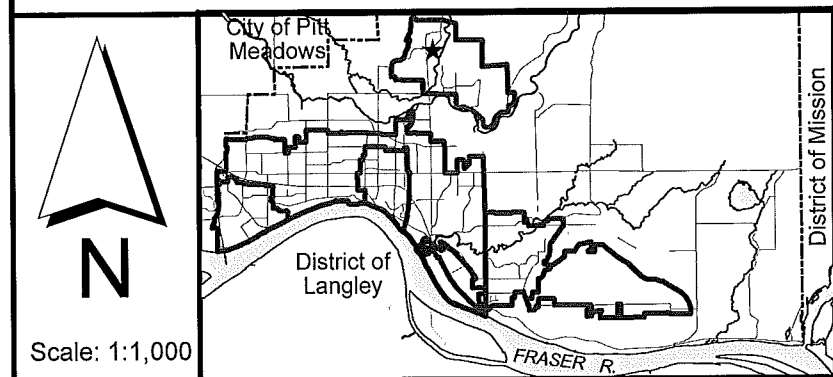 N
Scale: 1:1,000
City of Pitt
Meadows
District of
Langley
FRASER R.
District of Mission